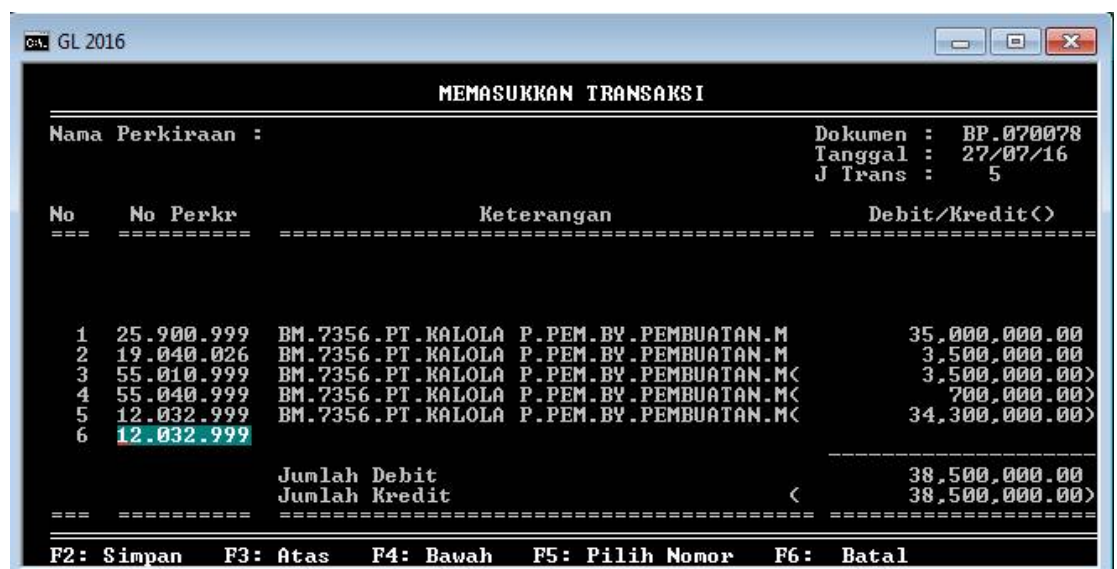 GL 2016
MEMASUKKAN TRANSAKSI
Nama Perkiraan :
Dokumen : BP.070078
Tanggal : 27/07/16
J Trans : 5
No No Perkr Keterangan Debit/Kredit()
=== ========== ======================================== ====================
1 25.900.999 BM.7356.PT.KALOLA P.PEM.BY.PEMBUATAN.M 35,000,000.00
2 19.040.026 BM.7356.PT.KALOLA P.PEM.BY.PEMBUATAN.M 3,500,000.00
3 55.010.999 BM.7356.PT.KALOLA P.PEM.BY.PEMBUATAN.M( 3,500,000.00)
4 55.040.999 BM.7356.PT.KALOLA P.PEM.BY.PEMBUATAN.M( 700,000.00)
5 12.032.999 BM.7356.PT.KALOLA P.PEM.BY.PEMBUATAN.M( 34,300,000.00)
6 12.032.999
Jumlah Debit 38,500,000.00
Jumlah Kredit ( 38,500,000.00)
=== ========== ======================================== ====================
F2: Simpan F3: Atas F4: Bawah F5: Pilih Nomor F6: Batal